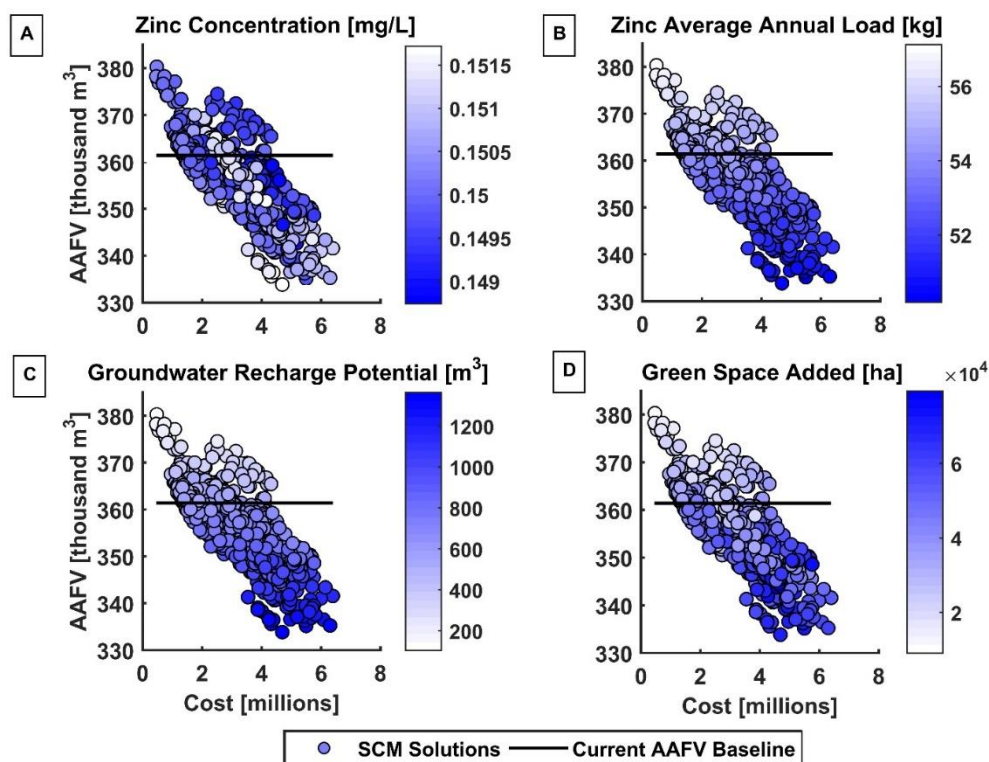 A
Zinc Concentration [mg/L]
AAFV [thousand m³]
380
370
360
350
340
330
0 2 4 6 8
0.1515
0.151
0.1505
0.15
0.1495
0.149
B
Zinc Average Annual Load [kg]
380
370
360
350
340
330
0 2 4 6 8
56
54
52
C
Groundwater Recharge Potential [m³]
AAFV [thousand m³]
380
370
360
350
340
330
0 2 4 6 8
Cost [millions]
1200
1000
800
600
400
200
D
Green Space Added [ha]
380
370
360
350
340
330
0 2 4 6 8
Cost [millions]
×10⁴
6
4
2
SCM Solutions Current AAFV Baseline